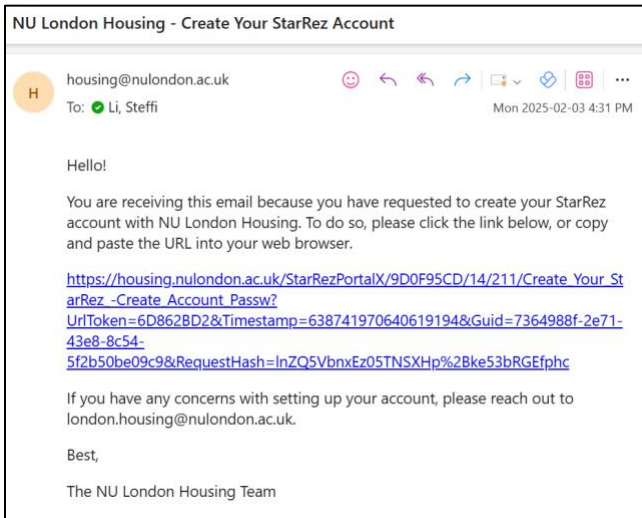 NU London Housing - Create Your StarRez Account
H
housing@nulondon.ac.uk
To: Li, Steffi
Mon 2025-02-03 4:31 PM
Hello!
You are receiving this email because you have requested to create your StarRez
account with NU London Housing. To do so, please click the link below, or copy
and paste the URL into your web browser.
https://housing.nulondon.ac.uk/StarRezPortalX/9D0F95CD/14/211/Create_Your_St
arRez_-Create_Account_Passw?
UrlToken=6D862BD2&Timestamp=638741970640619194&Guid=7364988f-2e71-
43e8-8c54-
5f2b50be09c9&RequestHash=lnZQ5VbnxEz05TNSXHp%2Bke53bRGEfphc
If you have any concerns with setting up your account, please reach out to
london.housing@nulondon.ac.uk.
Best,
The NU London Housing Team